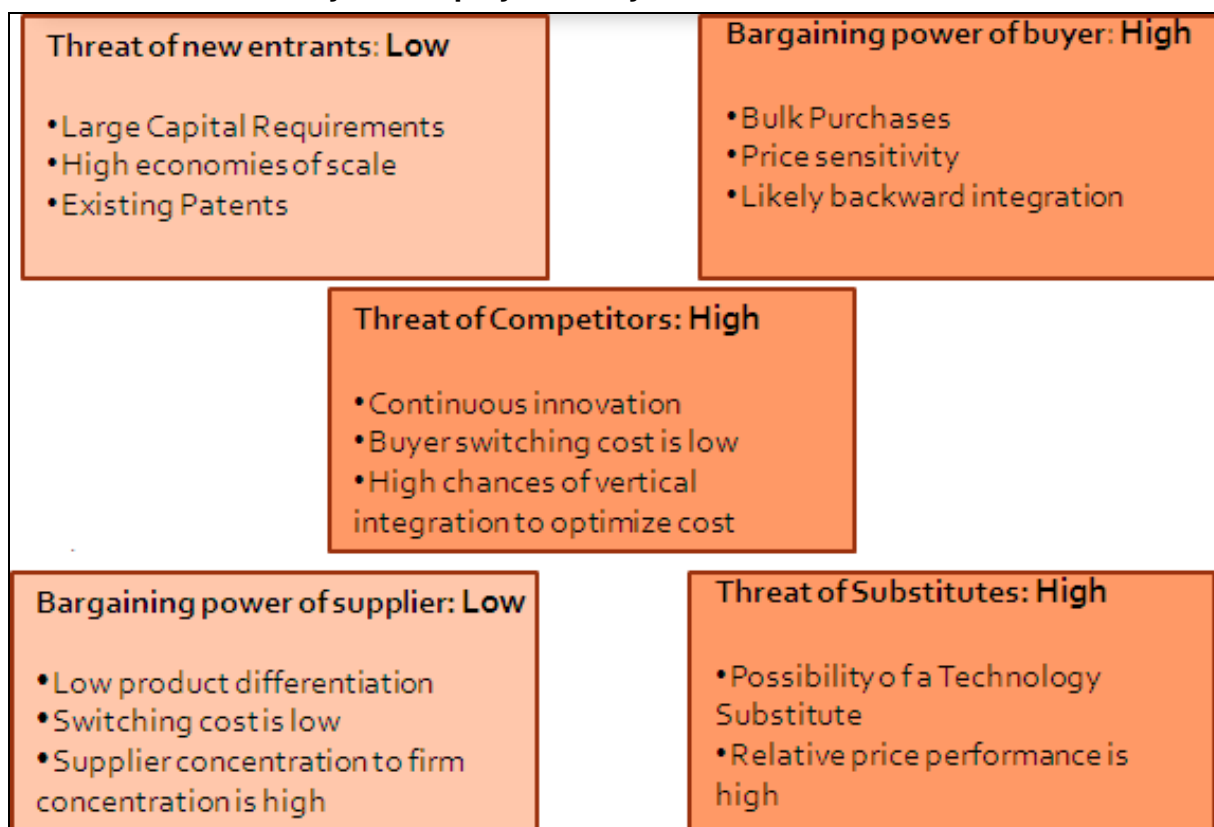 Threat of new entrants: Low
•Large Capital Requirements
•High economies of scale
•Existing Patents
Bargaining power of buyer: High
•Bulk Purchases
•Price sensitivity
•Likely backward integration
Threat of Competitors: High
•Continuous innovation
•Buyer switching cost is low
•High chances of vertical
integration to optimize cost
Bargaining power of supplier: Low
•Low product differentiation
•Switching cost is low
•Supplier concentration to firm
concentration is high
Threat of Substitutes: High
•Possibility of a Technology
Substitute
•Relative price performance is
high